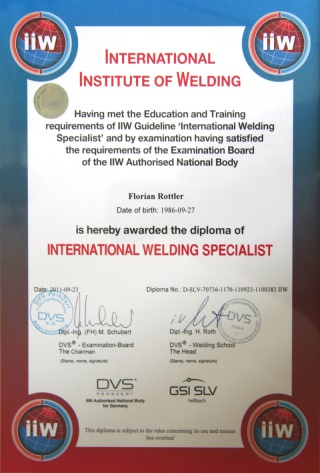 iiw
iiw
INTERNATIONAL
INSTITUTE OF WELDING
Having met the Education and Training
requirements of IIW Guideline 'International Welding
Specialist' and by examination having satisfied
the requirements of the Examination Board
of the IIW Authorised National Body
Florian Rottler
Date of birth: 1986-09-27
is hereby awarded the diploma of
INTERNATIONAL WELDING SPECIALIST
Date: 2011-09-23
Diploma No.: D-SLV-70736-1170-110923-1100383 IIW
DVS
DVS
Dipl.-Ing. (FH) M. Schubert
Dipl.-Ing. H. Roth
DVS® - Examination-Board
The Chairman
(Stamp, name, signature)
DVS® - Welding School
The Head
(Stamp, name, signature)
DVS®
PERSZERT
IIW Authorised National Body
for Germany
GSI SLV
Fellbach
This diploma is subject to the rules concerning its use and misuse
See overleaf
iiw
iiw